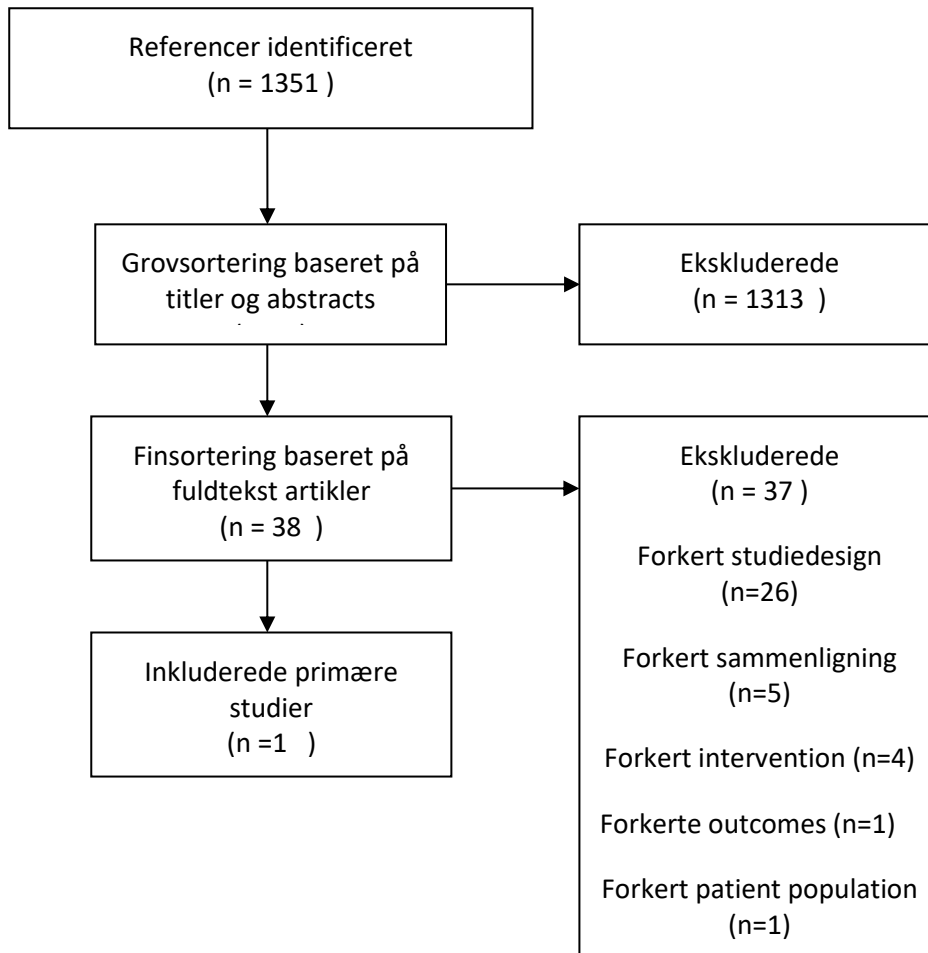 Referencer identificeret
(n = 1351 )
Grovsortering baseret på
titler og abstracts
Ekskluderede
(n = 1313 )
Finsortering baseret på
fuldtekst artikler
(n = 38 )
Ekskluderede
(n = 37 )
Forkert studiedesign
(n=26)
Forkert sammenligning
(n=5)
Forkert intervention (n=4)
Forkerte outcomes (n=1)
Forkert patient population
(n=1)
Inkluderede primære
studier
(n =1 )